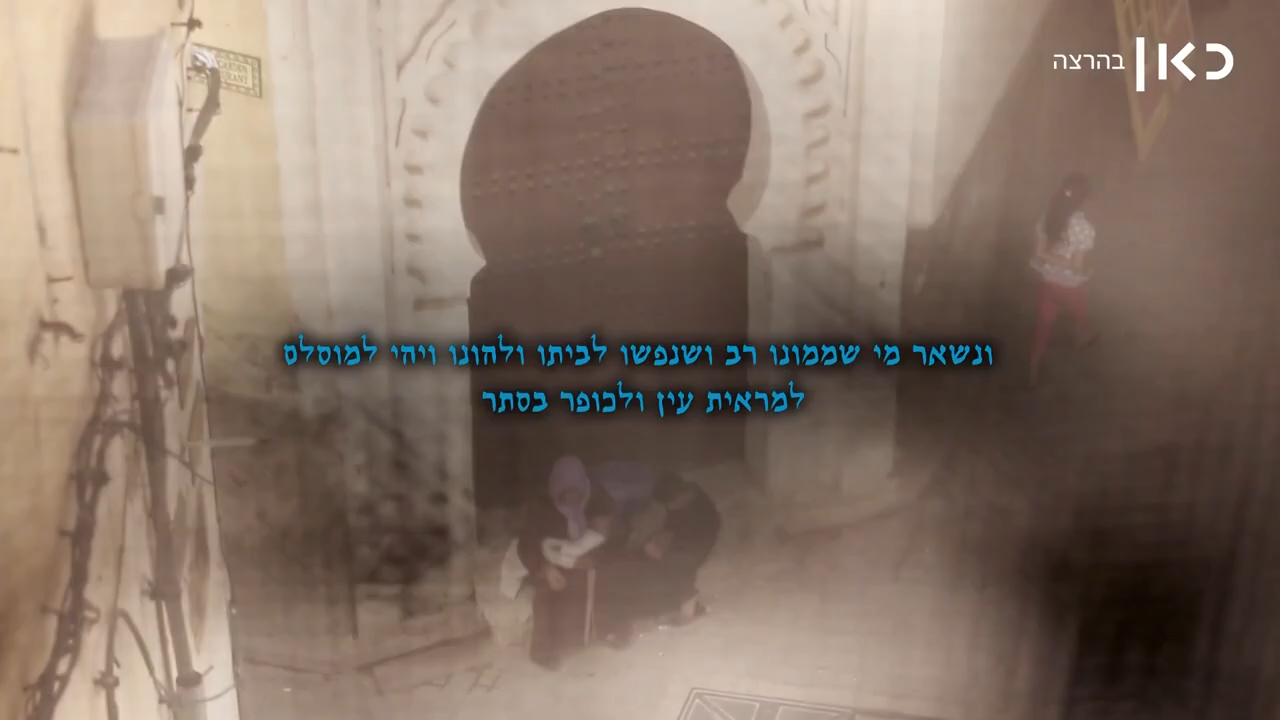 כאן בהרצה
ונשאר מי שממונו רב ושנפשו לביתו ולהונו ויהי למוסלם
למראית עין ולכופר בסתר